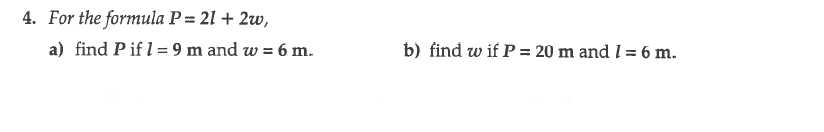 4. For the formula P = 2l + 2w,
a) find P if l = 9 m and w = 6 m.
b) find w if P = 20 m and l = 6 m.